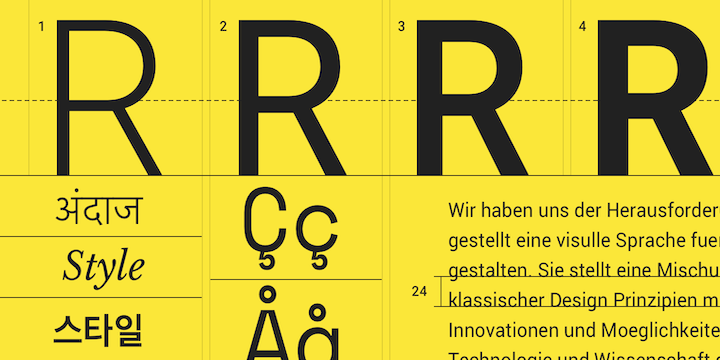 1 R 2 R 3 R 4 R
अंदाज
Style
스타일
Çç
Åå
24
Wir haben uns der Herausforder
gestellt eine visulle Sprache fue
gestalten. Sie stellt eine Mischu
klassischer Design Prinzipien m
Innovationen und Moeglichkeite
Technologie und Wissenschaft